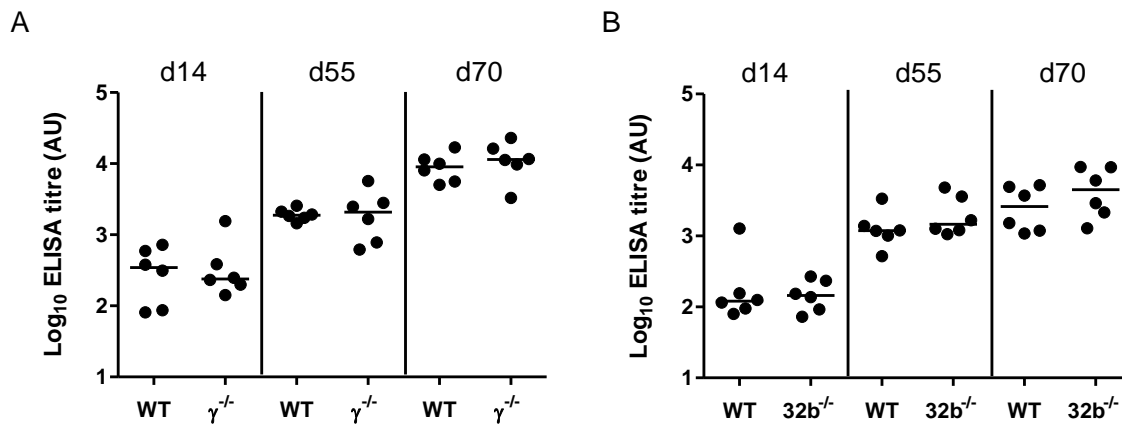 A
d14 d55 d70
Log₁₀ ELISA titre (AU)
5
4
3
2
1
WT γ⁻/⁻ WT γ⁻/⁻ WT γ⁻/⁻
B
d14 d55 d70
Log₁₀ ELISA titre (AU)
5
4
3
2
1
WT 32b⁻/⁻ WT 32b⁻/⁻ WT 32b⁻/⁻